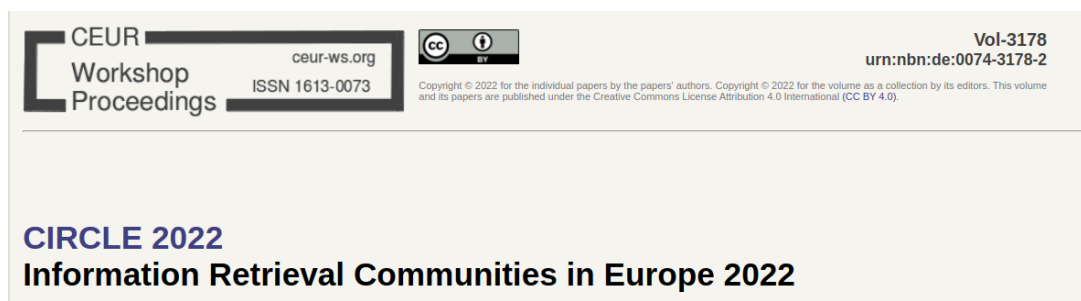 CEUR
Workshop
Proceedings
ceur-ws.org
ISSN 1613-0073
cc
BY
Copyright © 2022 for the individual papers by the papers' authors. Copyright © 2022 for the volume as a collection by its editors. This volume
and its papers are published under the Creative Commons License Attribution 4.0 International (CC BY 4.0).
Vol-3178
urn:nbn:de:0074-3178-2
CIRCLE 2022
Information Retrieval Communities in Europe 2022